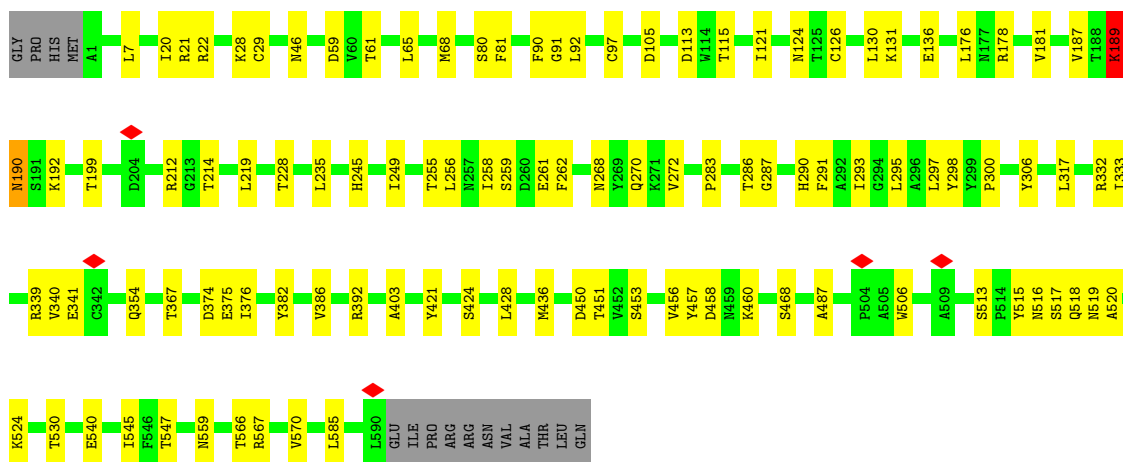 GLY PRO HIS MET A1 L7 I20 R21 R22 K28 C29 N46 D59 V60 T61 L65 M68 S80 F81 F90 G91 L92 C97 D105 D113 W114 T115 I121 N124 T125 C126 L130 K131 E136 L176 N177 R178 V181 V187 T188 K189
N190 S191 K192 T199 D204 R212 G213 T214 L219 T228 L235 H245 I249 T255 L256 N257 I258 S259 D260 E261 F262 N268 Y269 Q270 K271 V272 P283 T286 G287 H290 F291 A292 I293 G294 L295 A296 L297 Y298 Y299 P300 Y306 L317 R332 I333
R339 V340 E341 C342 Q354 T367 D374 E375 I376 Y382 V386 R392 A403 Y421 S424 L428 M436 D450 T451 V452 S453 V456 Y457 D458 N459 K460 S468 A487 P504 A505 W506 A509 S513 P514 Y515 N516 S517 Q518 N519 A520
K524 T530 E540 I545 F546 T547 N559 T566 R567 V570 L585 L590 GLU ILE PRO ARG ARG ASN VAL ALA THR LEU GLN